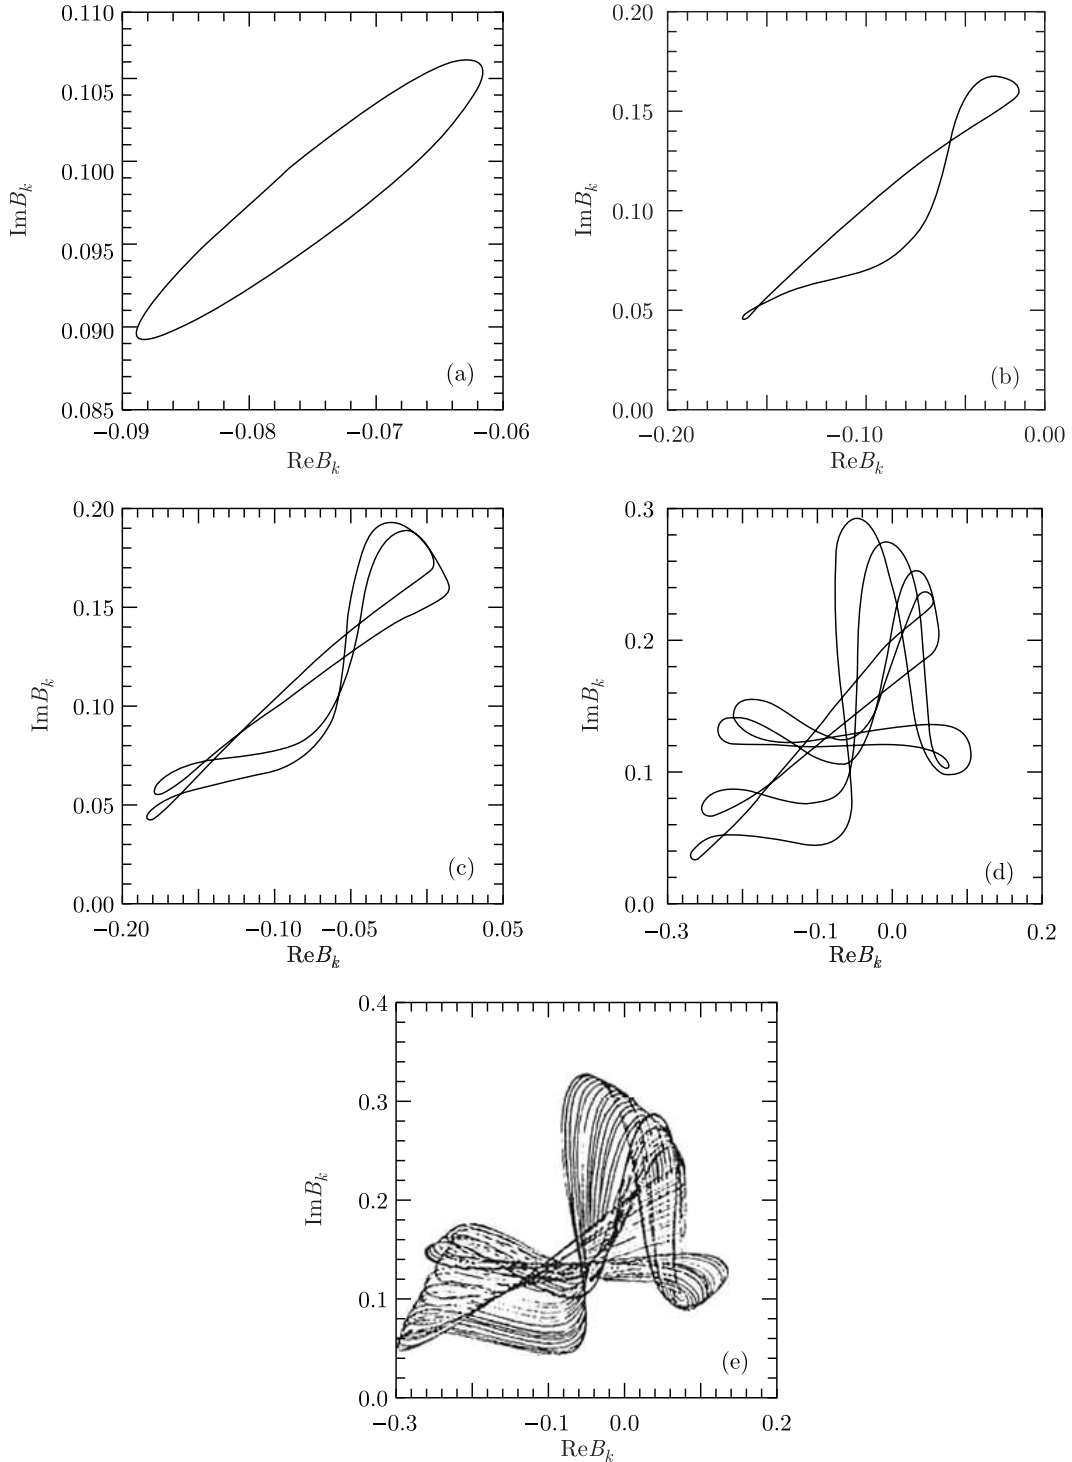 0.110
0.105
0.100
0.095
0.090
0.085
ImB_k
(a)
−0.09 −0.08 −0.07 −0.06
ReB_k
0.20
0.15
0.10
0.05
0.00
ImB_k
(b)
−0.20 −0.10 0.00
ReB_k
0.20
0.15
0.10
0.05
0.00
ImB_k
(c)
−0.20 −0.10 −0.05 0.05
ReB_k
0.3
0.2
0.1
0.0
ImB_k
(d)
−0.3 −0.1 0.0 0.2
ReB_k
0.4
0.3
0.2
0.1
0.0
ImB_k
(e)
−0.3 −0.1 0.0 0.2
ReB_k